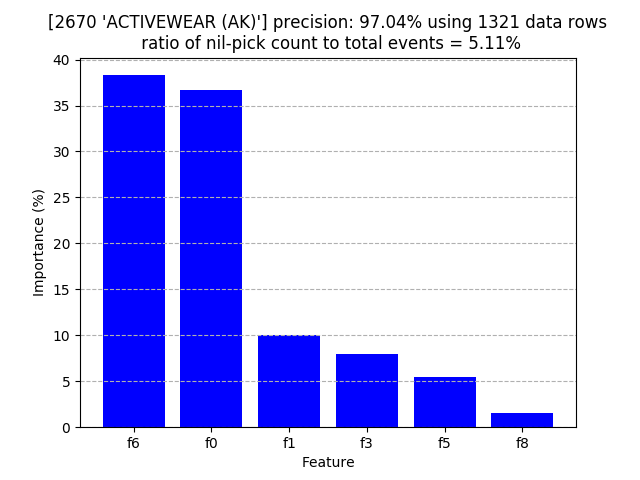 [2670 'ACTIVEWEAR (AK)'] precision: 97.04% using 1321 data rows
ratio of nil-pick count to total events = 5.11%
40
35
30
25
20
15
10
5
0
Importance (%)
f6 f0 f1 f3 f5 f8
Feature